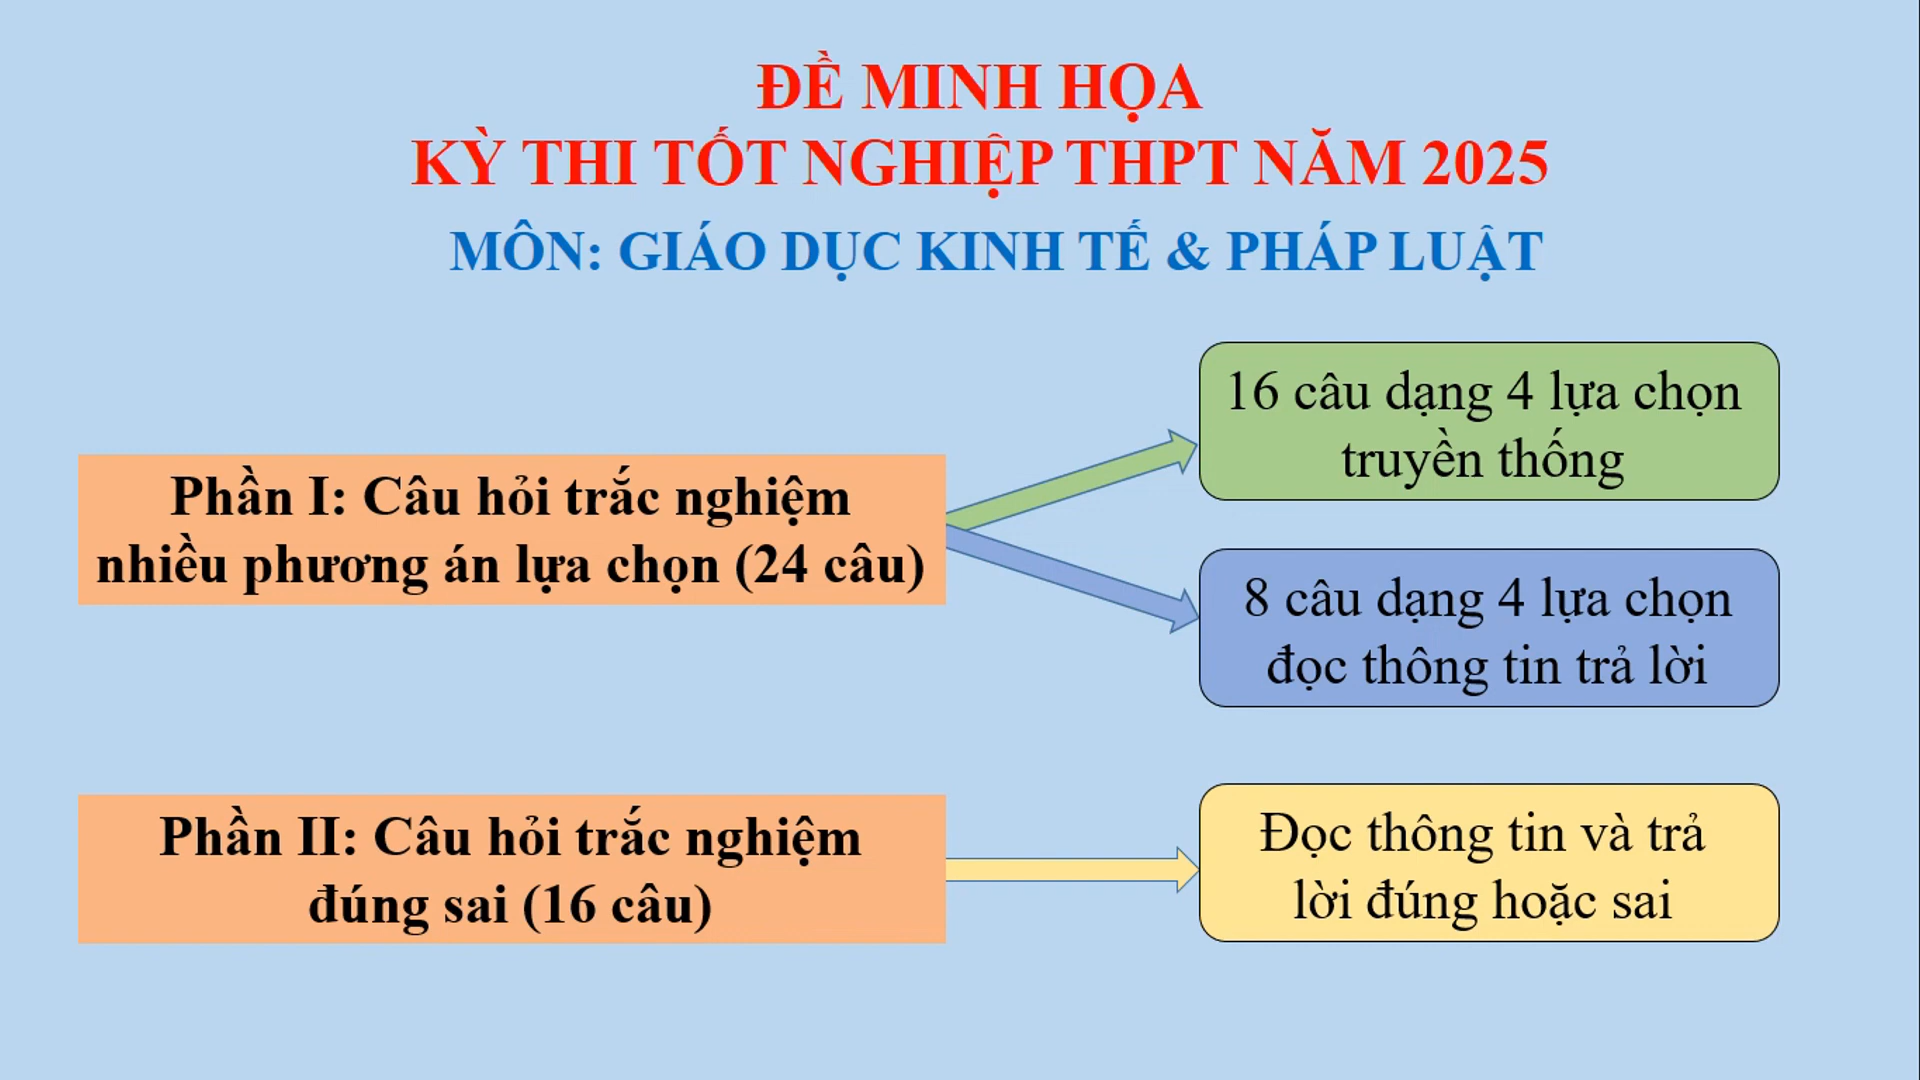 ĐỀ MINH HỌA
KỲ THI TỐT NGHIỆP THPT NĂM 2025
MÔN: GIÁO DỤC KINH TẾ & PHÁP LUẬT
Phần I: Câu hỏi trắc nghiệm
nhiều phương án lựa chọn (24 câu)
16 câu dạng 4 lựa chọn
truyền thống
8 câu dạng 4 lựa chọn
đọc thông tin trả lời
Phần II: Câu hỏi trắc nghiệm
đúng sai (16 câu)
Đọc thông tin và trả
lời đúng hoặc sai